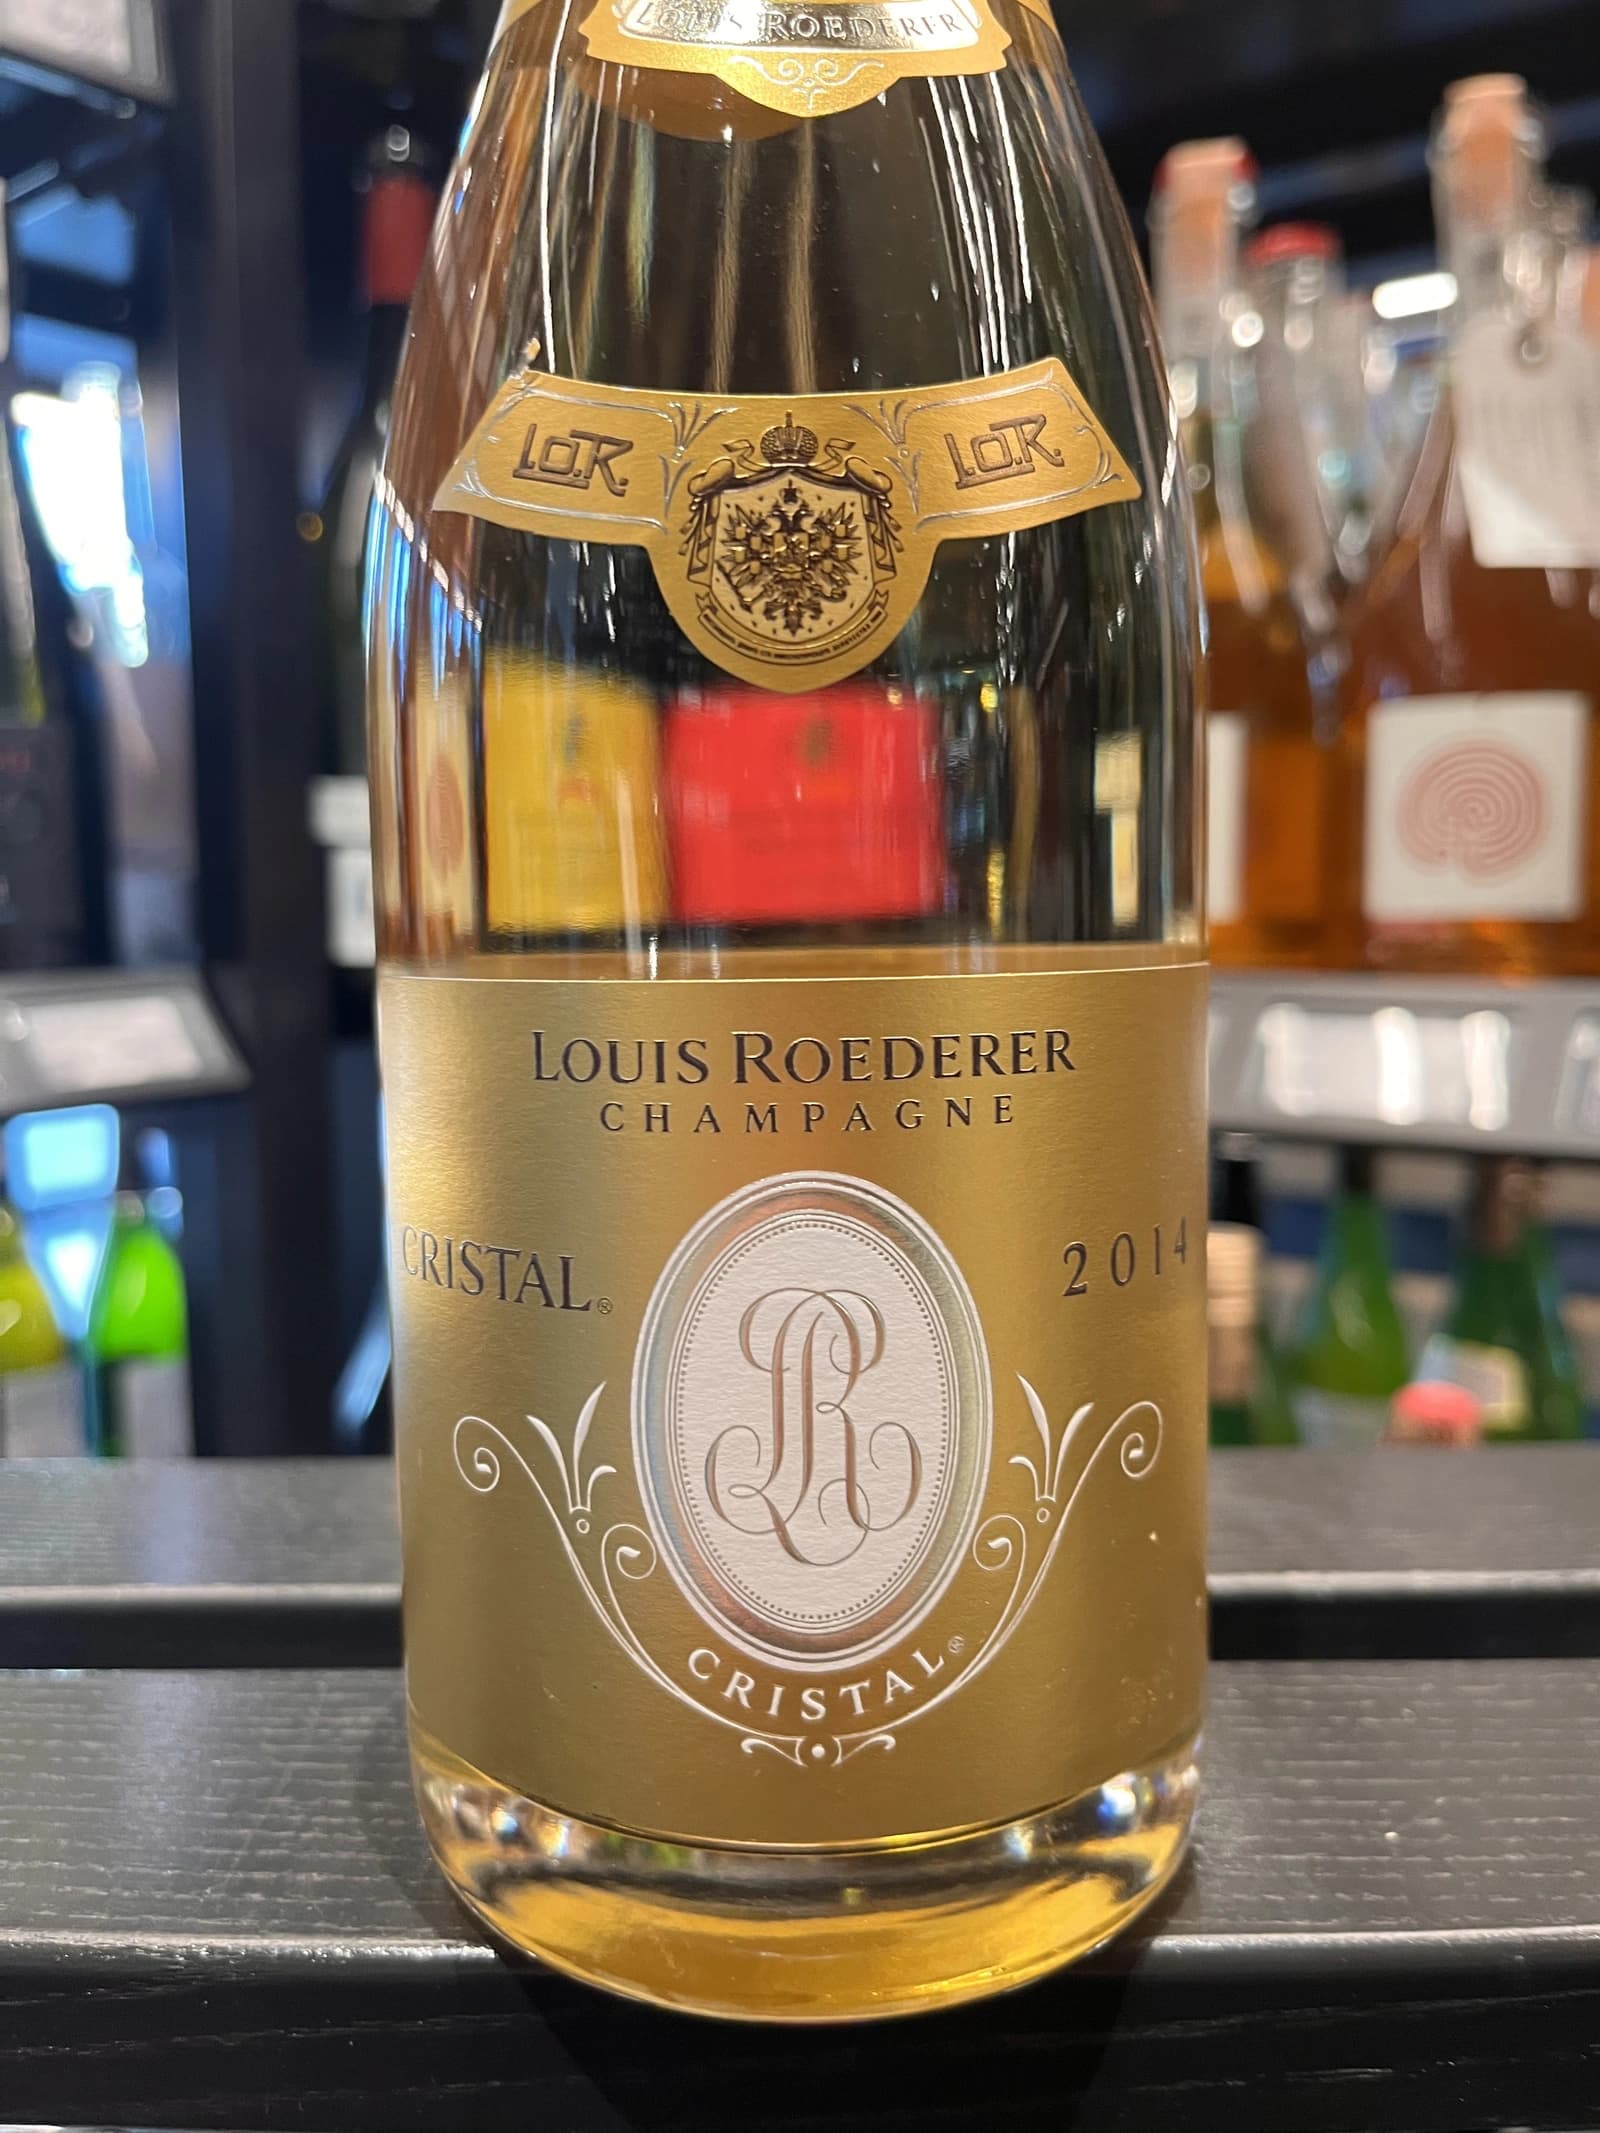 LOUIS ROEDERER
L.O.R. L.O.R.
LOUIS ROEDERER
CHAMPAGNE
CRISTAL® 2014
LR
CRISTAL®